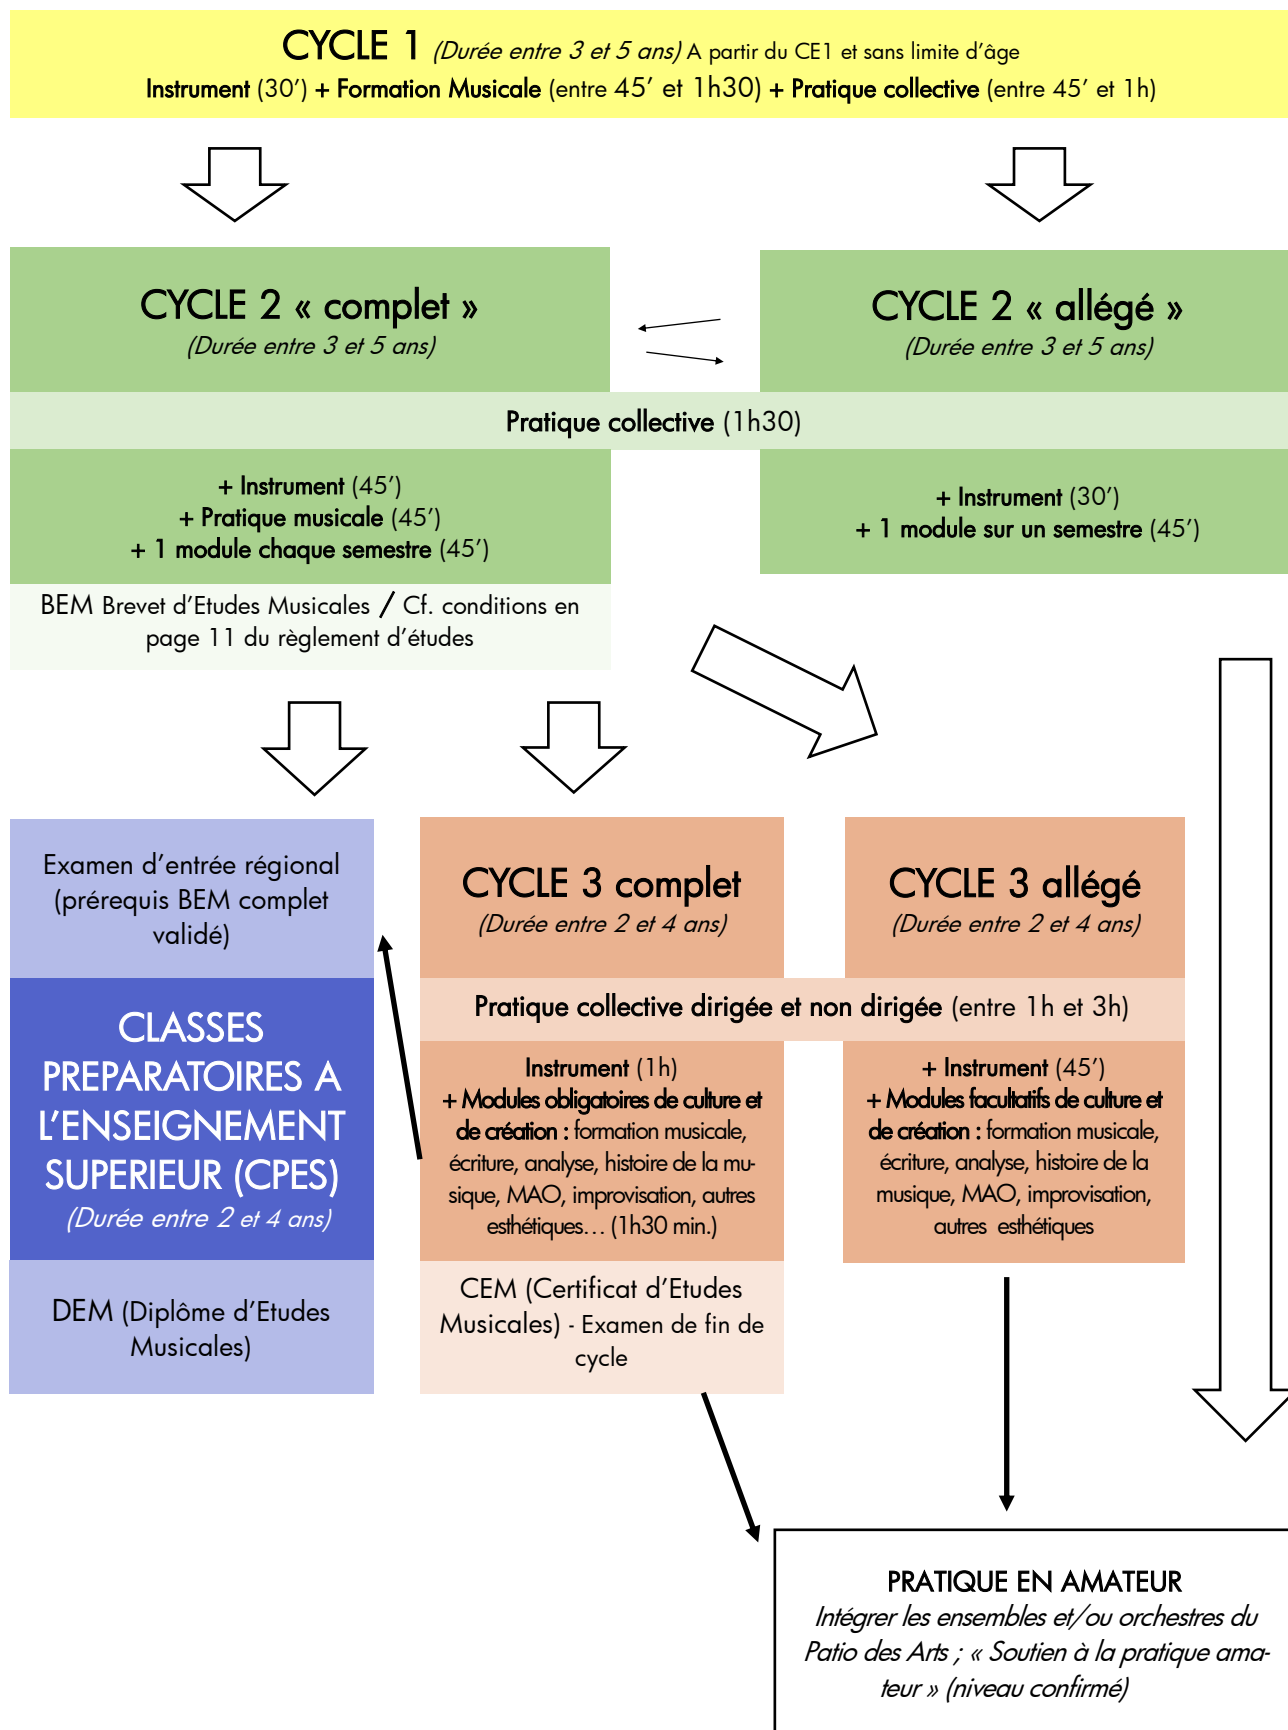 CYCLE 1 (Durée entre 3 et 5 ans) A partir du CE1 et sans limite d’âge
Instrument (30’) + Formation Musicale (entre 45’ et 1h30) + Pratique collective (entre 45’ et 1h)
CYCLE 2 « complet »
(Durée entre 3 et 5 ans)
CYCLE 2 « allégé »
(Durée entre 3 et 5 ans)
Pratique collective (1h30)
+ Instrument (45’)
+ Pratique musicale (45’)
+ 1 module chaque semestre (45’)
+ Instrument (30’)
+ 1 module sur un semestre (45’)
BEM Brevet d’Etudes Musicales / Cf. conditions en
page 11 du règlement d’études
Examen d’entrée régional
(prérequis BEM complet
validé)
CLASSES
PREPARATOIRES A
L’ENSEIGNEMENT
SUPERIEUR (CPES)
(Durée entre 2 et 4 ans)
DEM (Diplôme d’Etudes
Musicales)
CYCLE 3 complet
(Durée entre 2 et 4 ans)
CYCLE 3 allégé
(Durée entre 2 et 4 ans)
Pratique collective dirigée et non dirigée (entre 1h et 3h)
Instrument (1h)
+ Modules obligatoires de culture et
de création : formation musicale,
écriture, analyse, histoire de la mu-
sique, MAO, improvisation, autres
esthétiques… (1h30 min.)
+ Instrument (45’)
+ Modules facultatifs de culture et
de création : formation musicale,
écriture, analyse, histoire de la
musique, MAO, improvisation,
autres esthétiques
CEM (Certificat d’Etudes
Musicales) - Examen de fin de
cycle
PRATIQUE EN AMATEUR
Intégrer les ensembles et/ou orchestres du
Patio des Arts ; « Soutien à la pratique ama-
teur » (niveau confirmé)